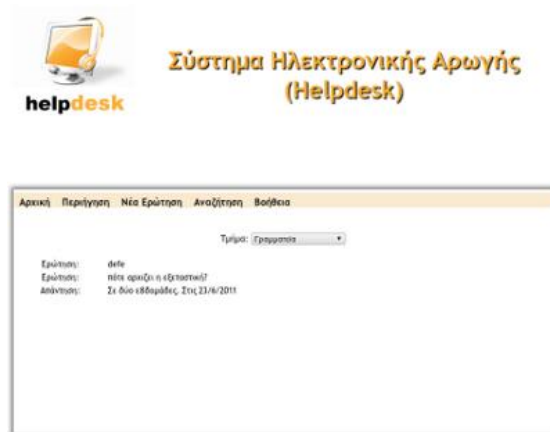 helpdesk
Σύστημα Ηλεκτρονικής Αρωγής
(Helpdesk)
Αρχική Περιήγηση Νέα Ερώτηση Αναζήτηση Βοήθεια
Τμήμα: Γραμματεία
Ερώτηση: defe
Ερώτηση: πότε αρχίζει η εξεταστική?
Απάντηση: Σε δύο εβδομάδες. Στις 23/6/2011